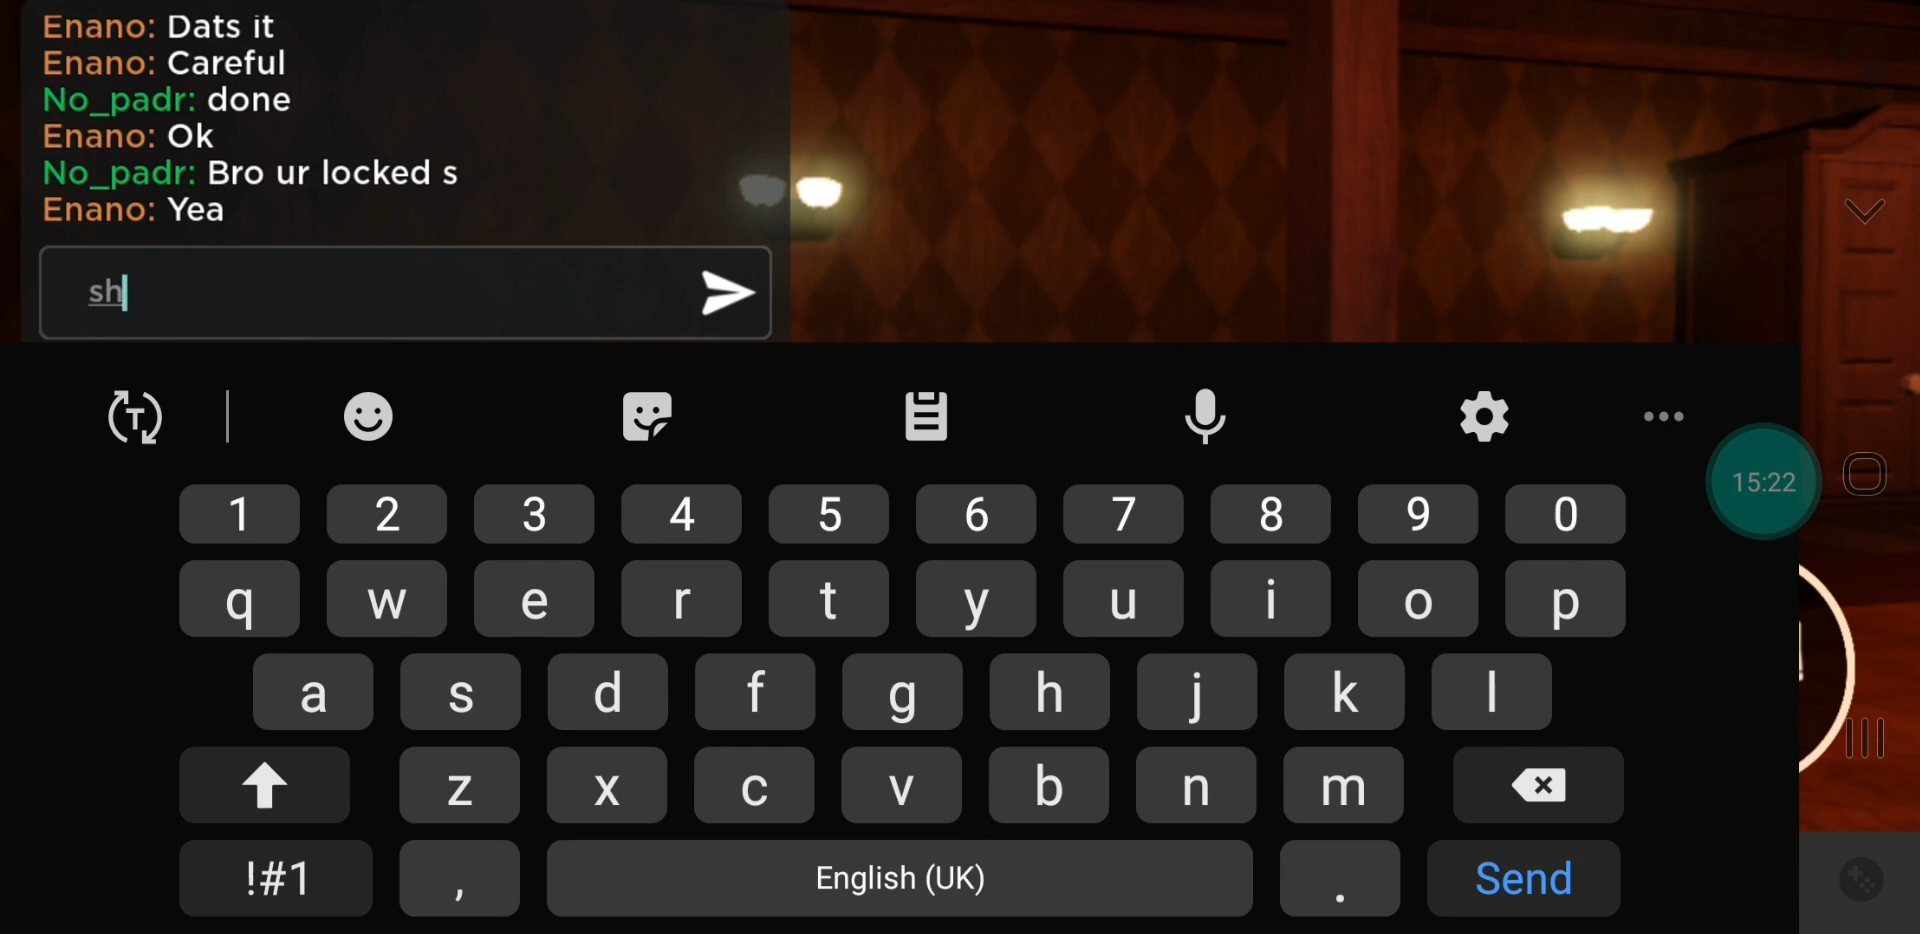 Enano: Dats it
Enano: Careful
No_padr: done
Enano: Ok
No_padr: Bro ur locked s
Enano: Yea
sh
T
1 2 3 4 5 6 7 8 9 0
15:22
q w e r t y u i o p
a s d f g h j k l
z x c v b n m
!#1 , English (UK) . Send